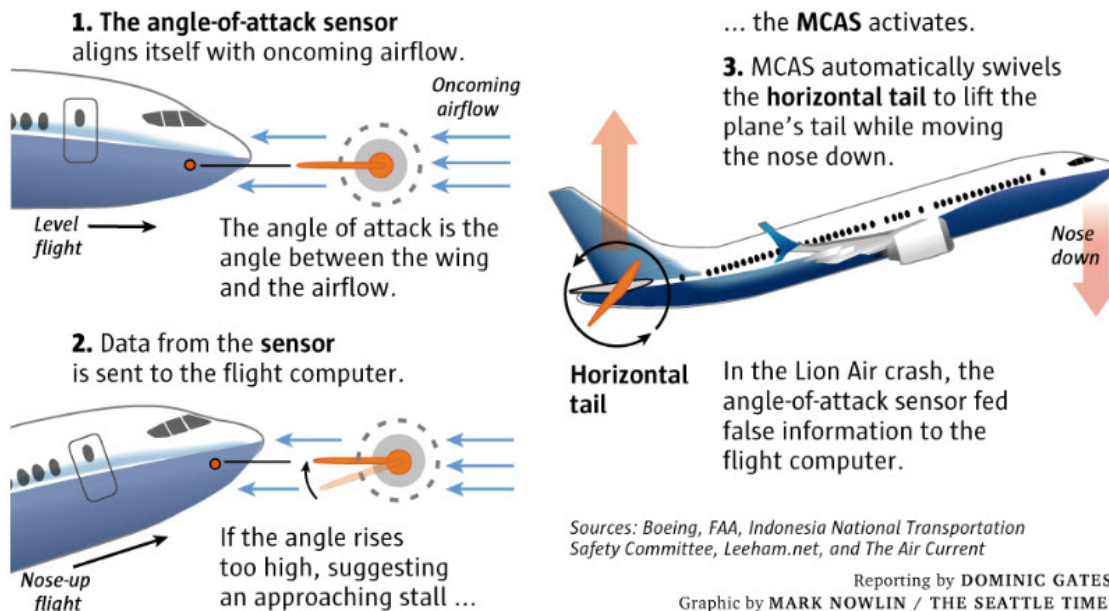 1. The angle-of-attack sensor
aligns itself with oncoming airflow.
Oncoming
airflow
Level
flight
The angle of attack is the
angle between the wing
and the airflow.
2. Data from the sensor
is sent to the flight computer.
Nose-up
flight
If the angle rises
too high, suggesting
an approaching stall ...
... the MCAS activates.
3. MCAS automatically swivels
the horizontal tail to lift the
plane’s tail while moving
the nose down.
Nose
down
Horizontal
tail
In the Lion Air crash, the
angle-of-attack sensor fed
false information to the
flight computer.
Sources: Boeing, FAA, Indonesia National Transportation
Safety Committee, Leeham.net, and The Air Current
Reporting by DOMINIC GATES
Graphic by MARK NOWLIN / THE SEATTLE TIME